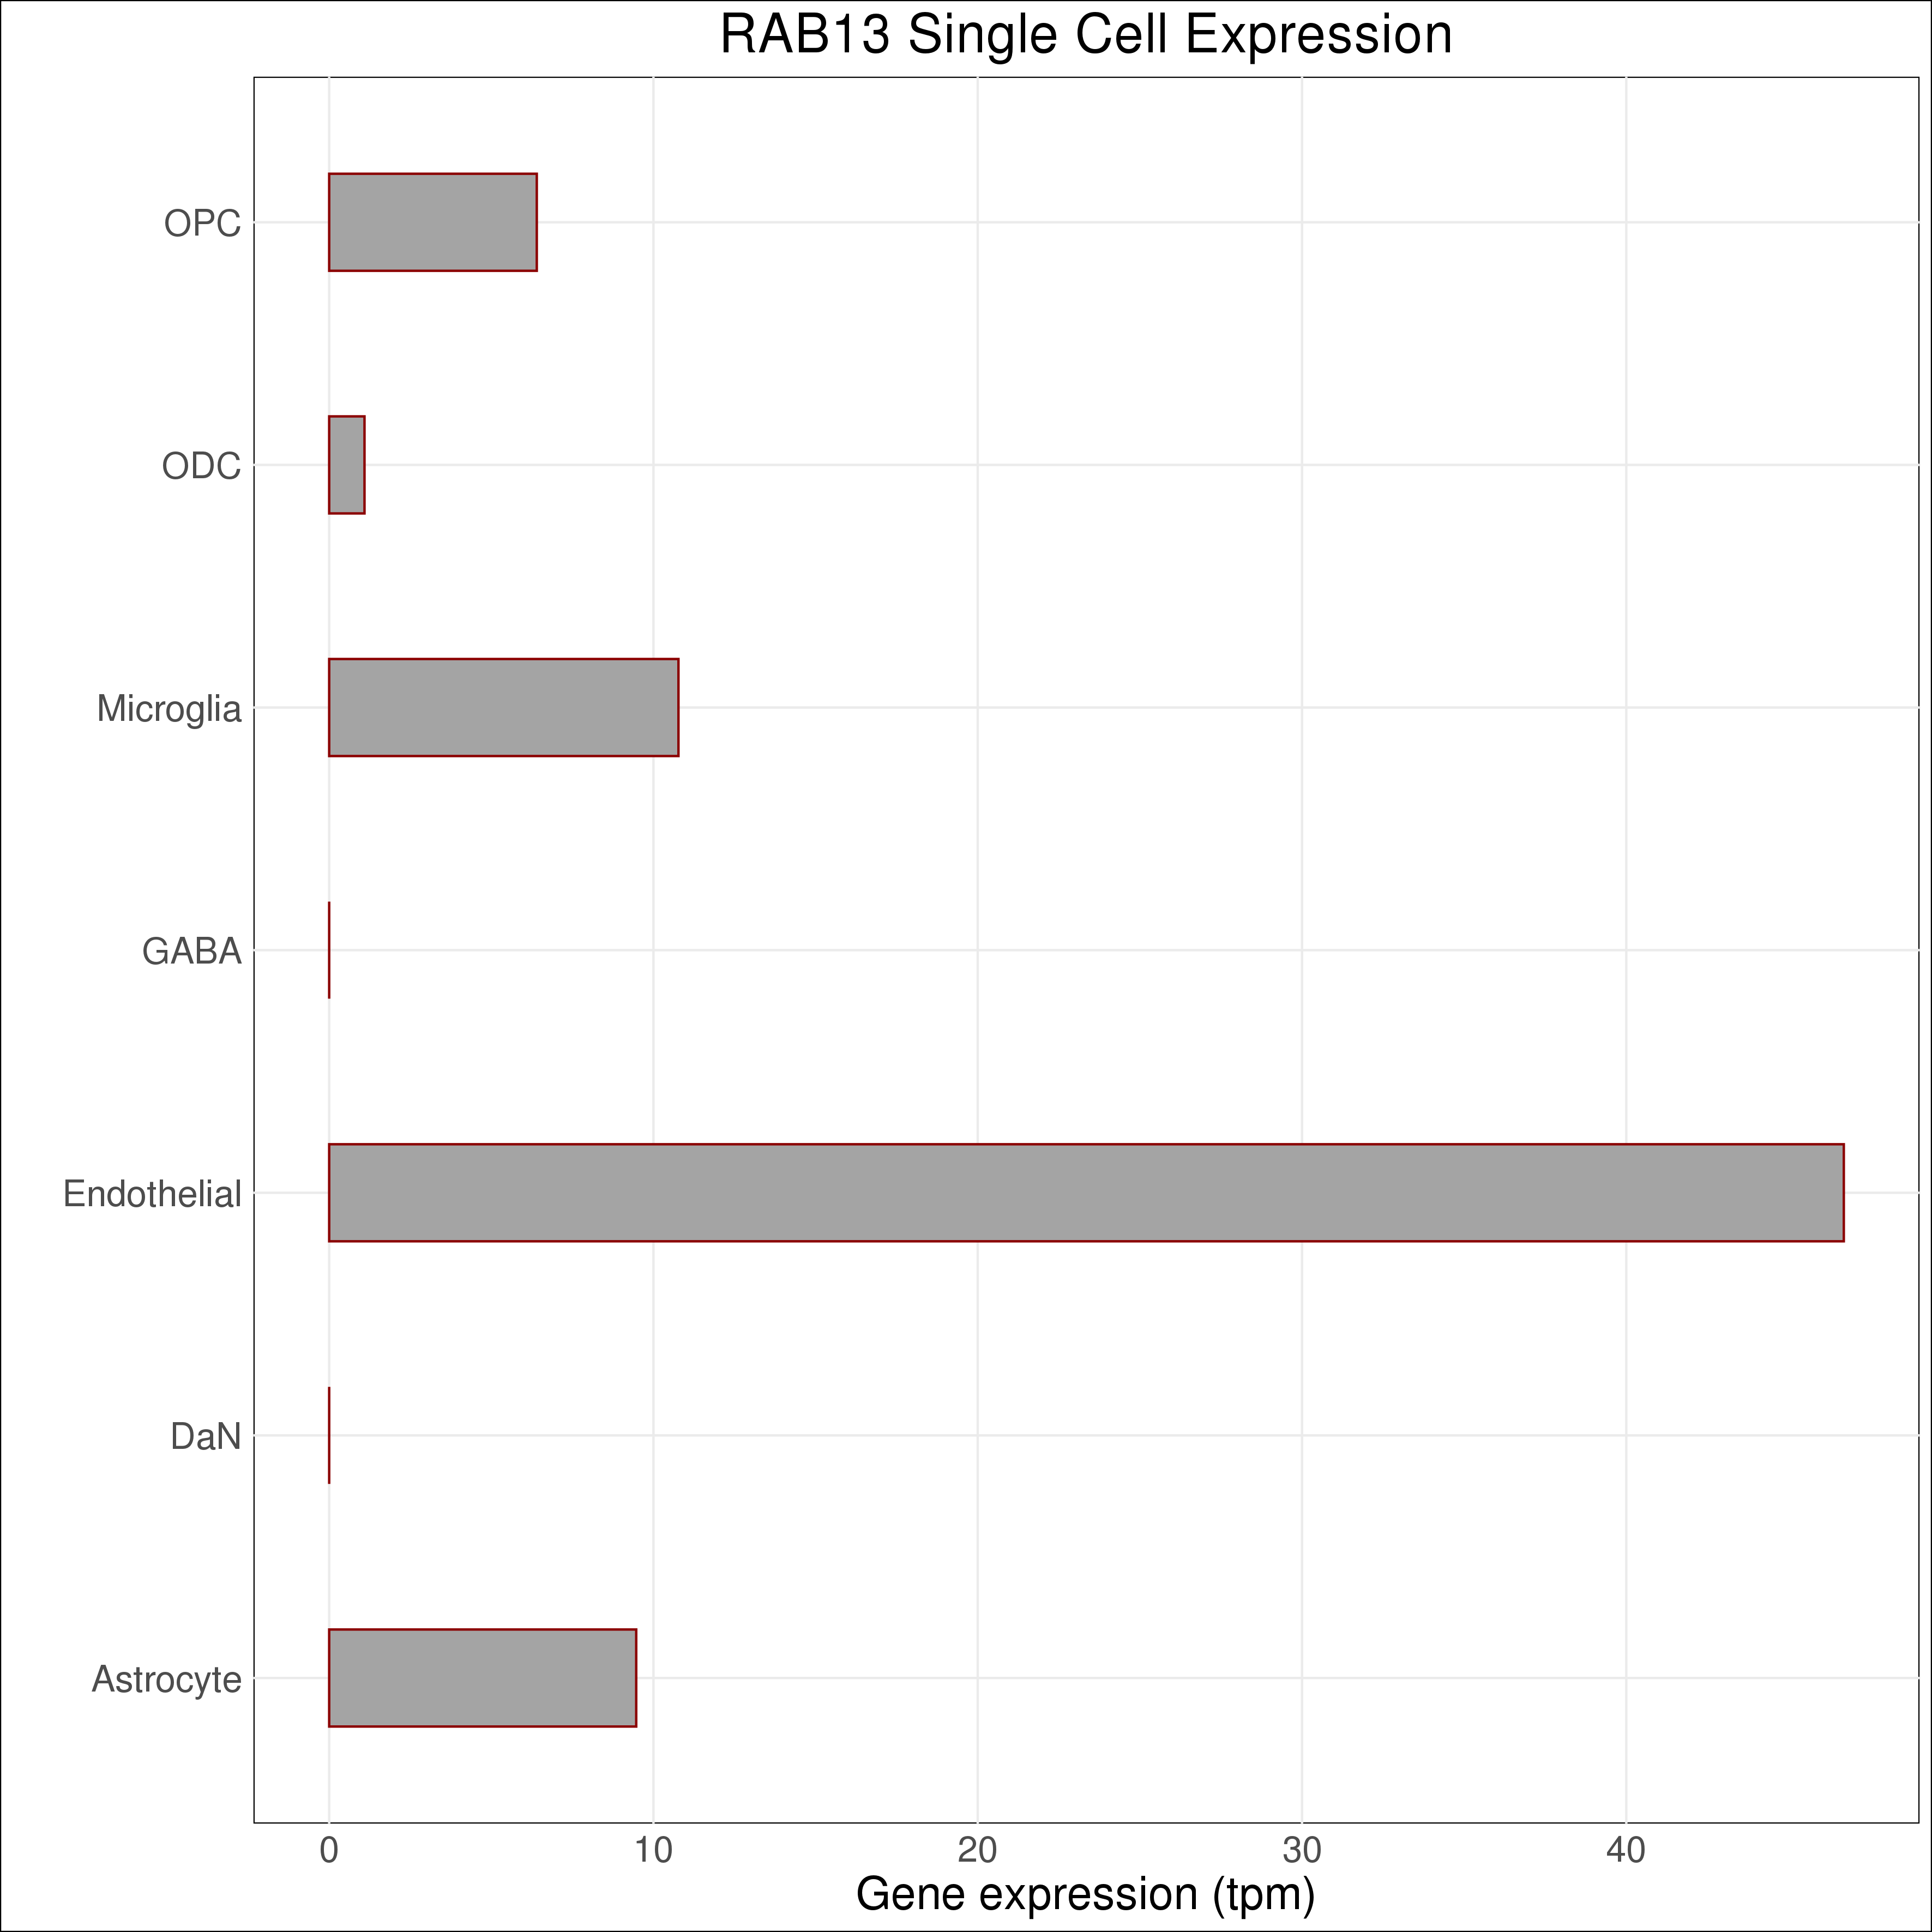 RAB13 Single Cell Expression
OPC
ODC
Microglia
GABA
Endothelial
DaN
Astrocyte
0 10 20 30 40
Gene expression (tpm)